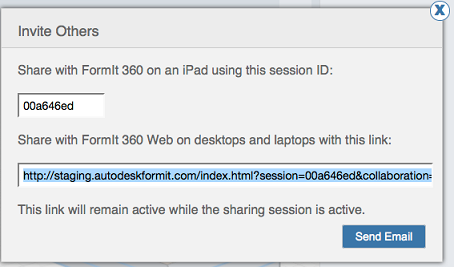 X
Invite Others
Share with FormIt 360 on an iPad using this session ID:
00a646ed
Share with FormIt 360 Web on desktops and laptops with this link:
http://staging.autodeskformit.com/index.html?session=00a646ed&collaboration=
This link will remain active while the sharing session is active.
Send Email